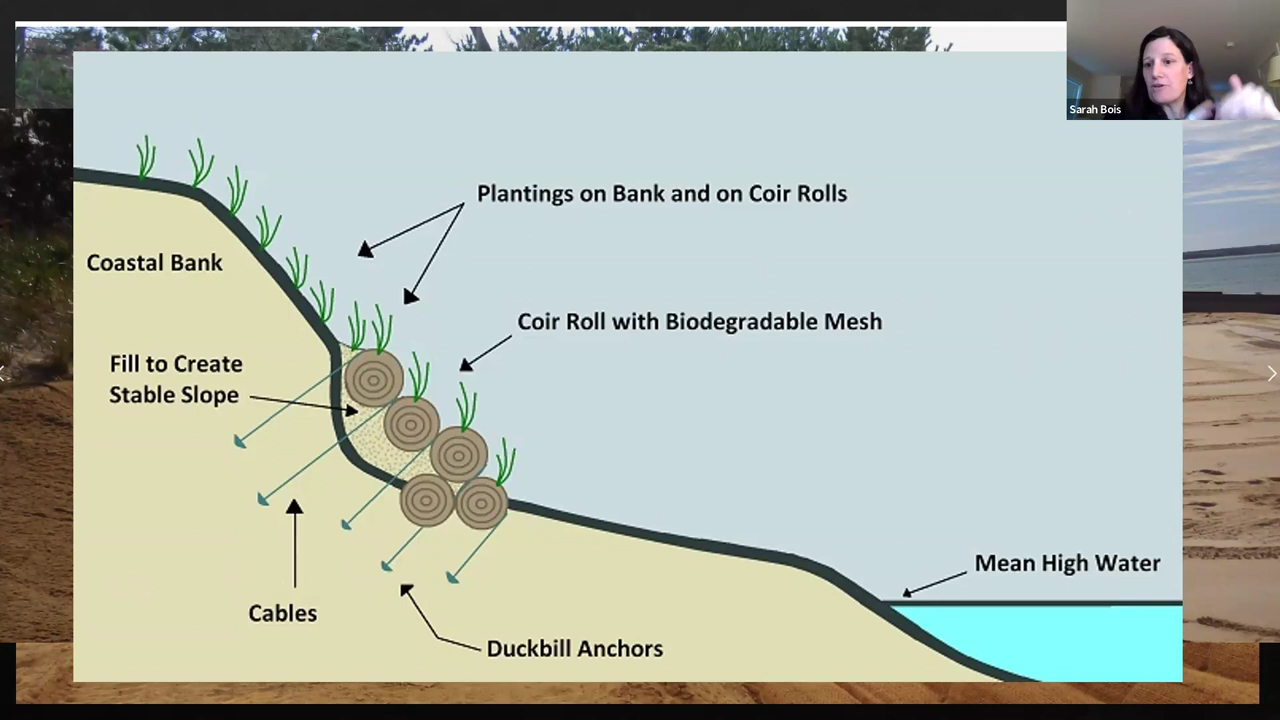 Sarah Bois
Plantings on Bank and on Coir Rolls
Coastal Bank
Coir Roll with Biodegradable Mesh
Fill to Create
Stable Slope
Mean High Water
Cables
Duckbill Anchors